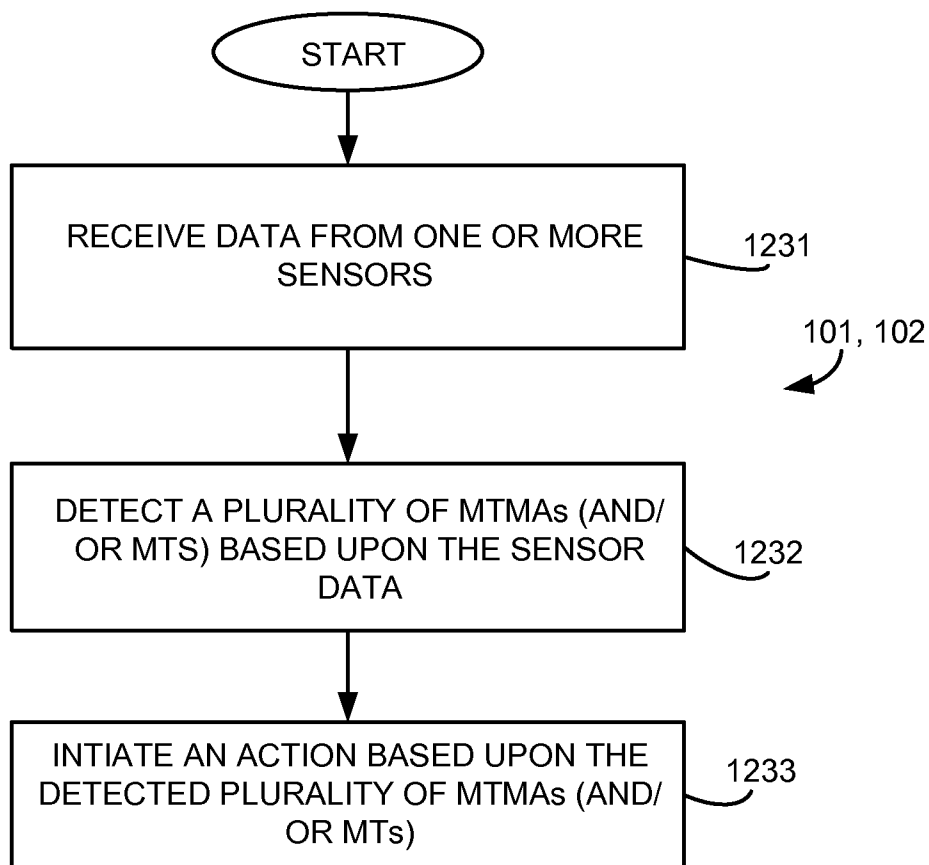 START
RECEIVE DATA FROM ONE OR MORE
SENSORS
1231
101, 102
DETECT A PLURALITY OF MTMAs (AND/
OR MTS) BASED UPON THE SENSOR
DATA
1232
INTIATE AN ACTION BASED UPON THE
DETECTED PLURALITY OF MTMAs (AND/
OR MTs)
1233